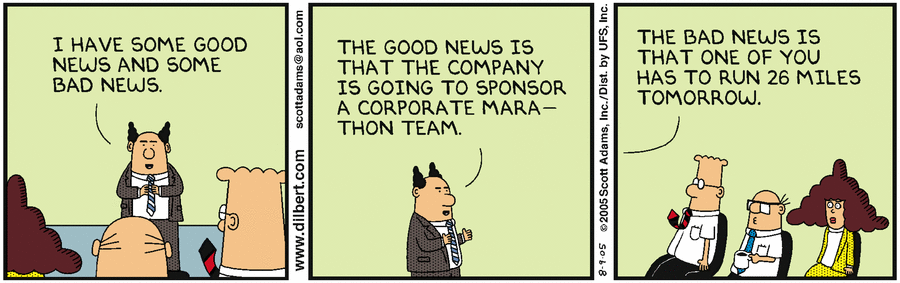 I HAVE SOME GOOD
NEWS AND SOME
BAD NEWS.
www.dilbert.com
scottadams@aol.com
THE GOOD NEWS IS
THAT THE COMPANY
IS GOING TO SPONSOR
A CORPORATE MARA–
THON TEAM.
8-9-05 ©2005 Scott Adams, Inc./Dist. by UFS, Inc.
THE BAD NEWS IS
THAT ONE OF YOU
HAS TO RUN 26 MILES
TOMORROW.